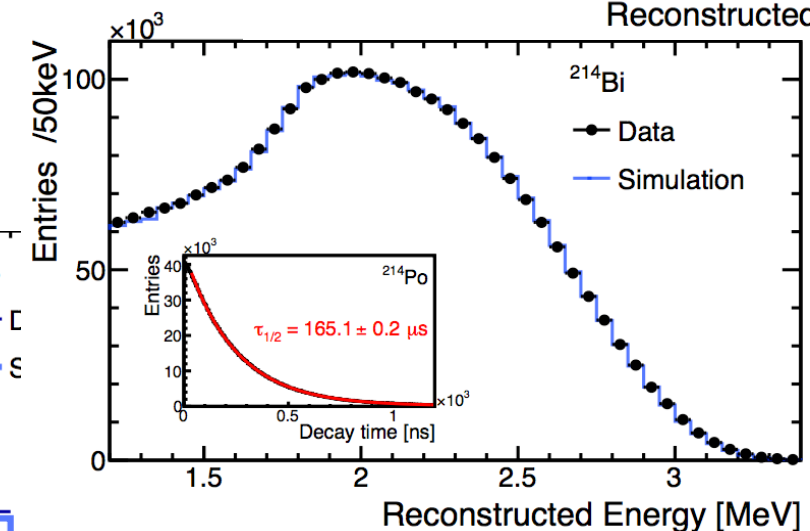 Reconstructed
×10³
Entries /50keV
100
50
0
²¹⁴Bi
Data
Simulation
×10³
Entries
40
30
20
10
0
²¹⁴Po
τ1/2 = 165.1 ± 0.2 μs
0
0.5
1
×10³
Decay time [ns]
1.5
2
2.5
3
Reconstructed Energy [MeV]